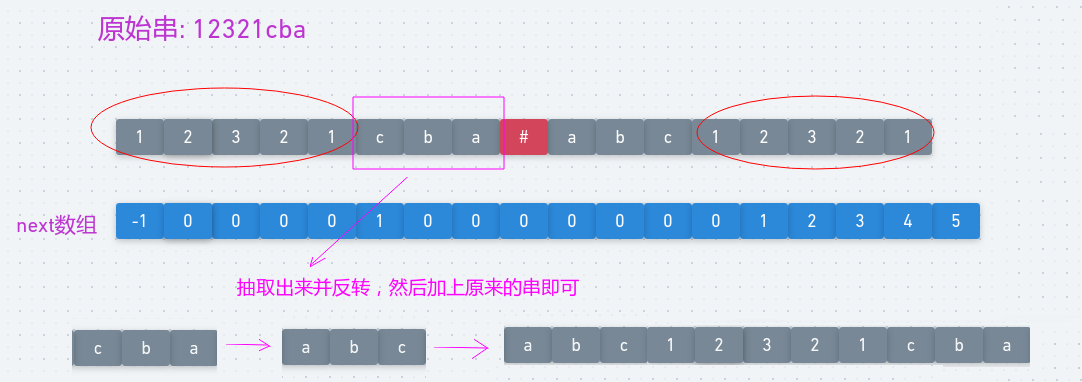 原始串: 12321cba
1 2 3 2 1 c b a # a b c 1 2 3 2 1
next数组 -1 0 0 0 0 1 0 0 0 0 0 0 0 1 2 3 4 5
抽取出来并反转，然后加上原来的串即可
c b a a b c a b c 1 2 3 2 1 c b a